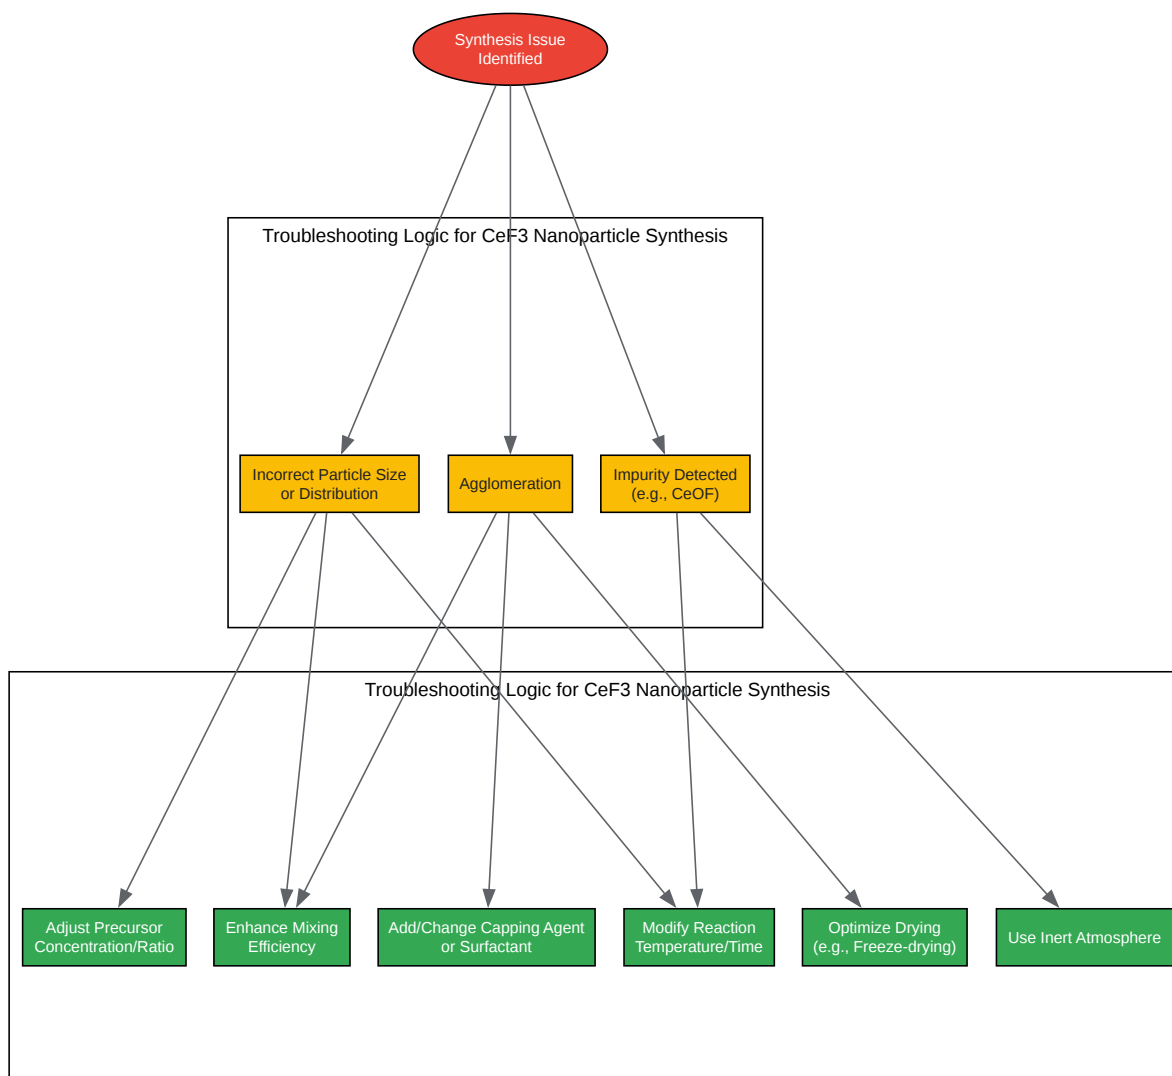 Synthesis Issue
Identified
Troubleshooting Logic for CeF3 Nanoparticle Synthesis
Incorrect Particle Size
or Distribution
Agglomeration
Impurity Detected
(e.g., CeOF)
Troubleshooting Logic for CeF3 Nanoparticle Synthesis
Adjust Precursor
Concentration/Ratio
Enhance Mixing
Efficiency
Add/Change Capping Agent
or Surfactant
Modify Reaction
Temperature/Time
Optimize Drying
(e.g., Freeze-drying)
Use Inert Atmosphere